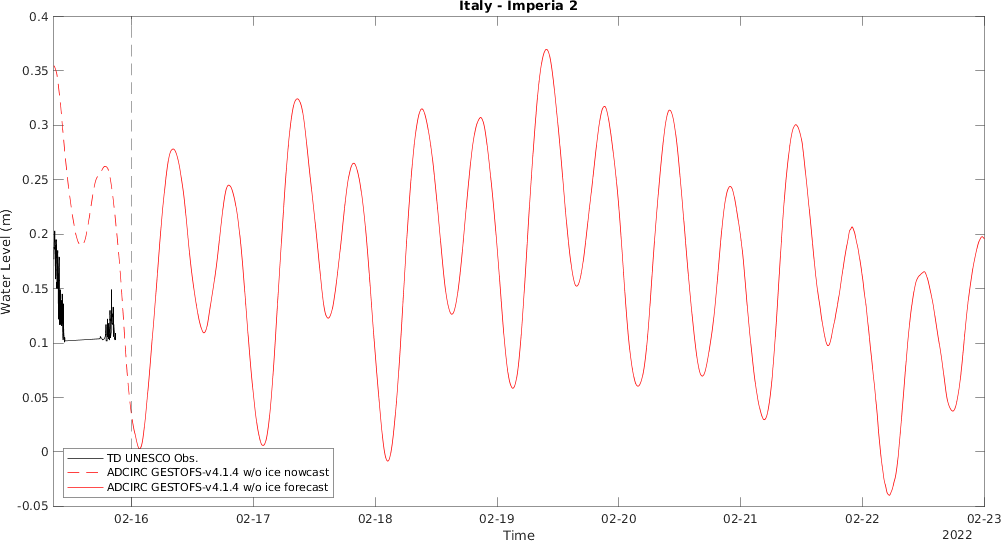 Italy - Imperia 2
0.4
0.35
0.3
0.25
0.2
0.15
0.1
0.05
0
-0.05
Water Level (m)
TD UNESCO Obs.
ADCIRC GESTOFS-v4.1.4 w/o ice nowcast
ADCIRC GESTOFS-v4.1.4 w/o ice forecast
02-16 02-17 02-18 02-19 02-20 02-21 02-22 02-23
Time
2022